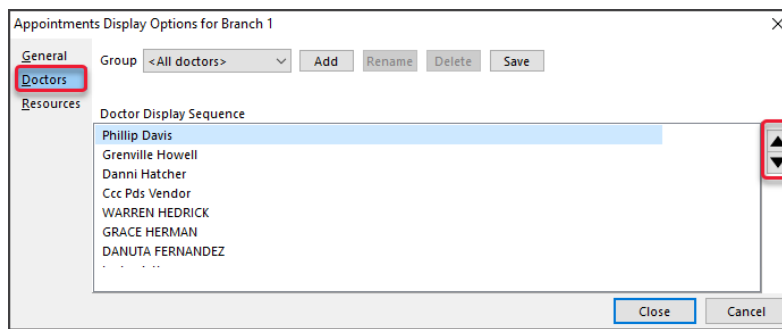 Appointments Display Options for Branch 1
General
Doctors
Resources
Group <All doctors> Add Rename Delete Save
Doctor Display Sequence
Phillip Davis
Grenville Howell
Danni Hatcher
Ccc Pds Vendor
WARREN HEDRICK
GRACE HERMAN
DANUTA FERNANDEZ
Close Cancel